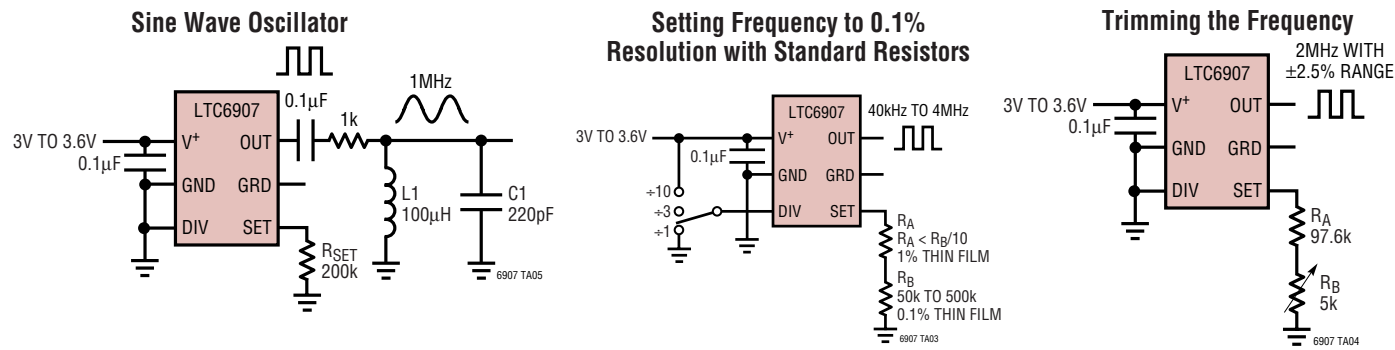 Sine Wave Oscillator
LTC6907
V+
OUT
GND
GRD
DIV
SET
3V TO 3.6V
0.1µF
0.1µF
1k
1MHz
L1
100µH
C1
220pF
RSET
200k
6907 TA05
Setting Frequency to 0.1%
Resolution with Standard Resistors
LTC6907
V+
OUT
GND
GRD
DIV
SET
3V TO 3.6V
0.1µF
40kHz TO 4MHz
÷10
÷3
÷1
RA
RA < RB/10
1% THIN FILM
RB
50k TO 500k
0.1% THIN FILM
6907 TA03
Trimming the Frequency
LTC6907
V+
OUT
GND
GRD
DIV
SET
3V TO 3.6V
0.1µF
2MHz WITH
±2.5% RANGE
RA
97.6k
RB
5k
6907 TA04